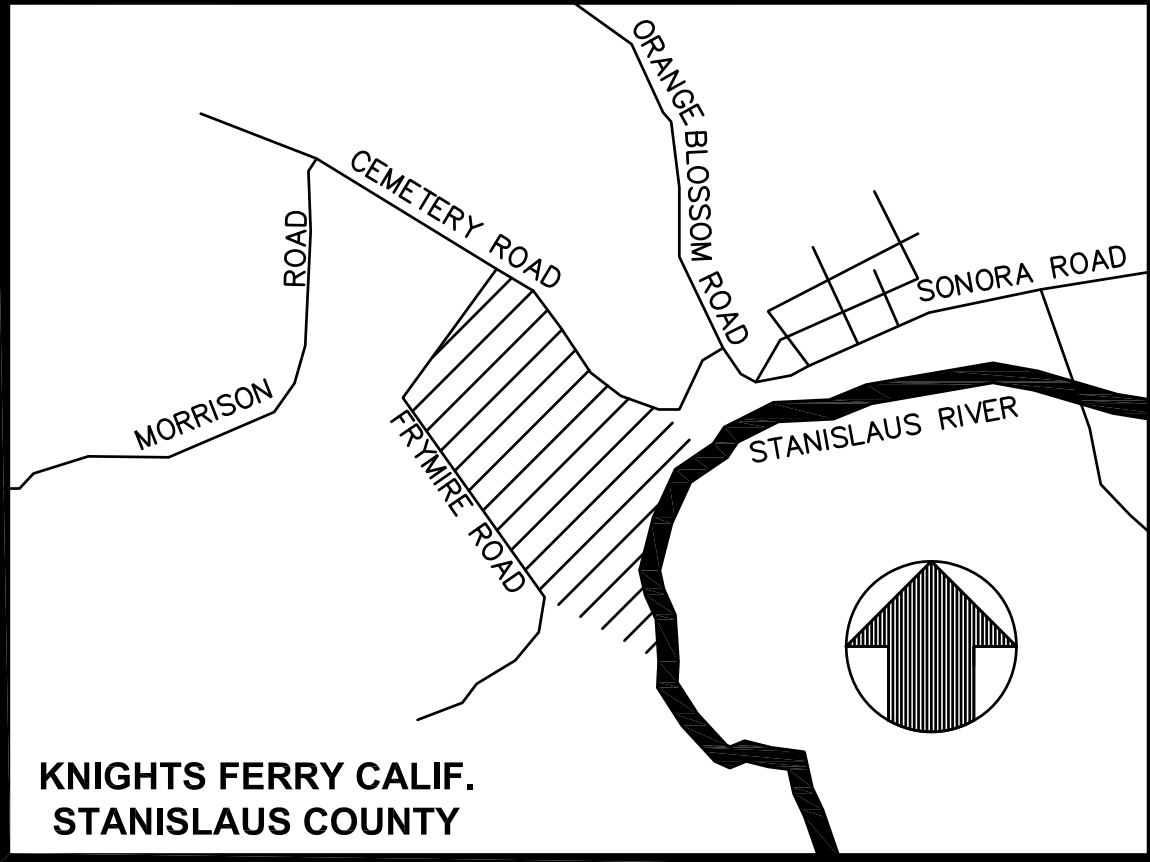 ORANGE BLOSSOM ROAD
CEMETERY ROAD
ROAD
MORRISON
SONORA ROAD
FRYMIRE ROAD
STANISLAUS RIVER
KNIGHTS FERRY CALIF.
STANISLAUS COUNTY